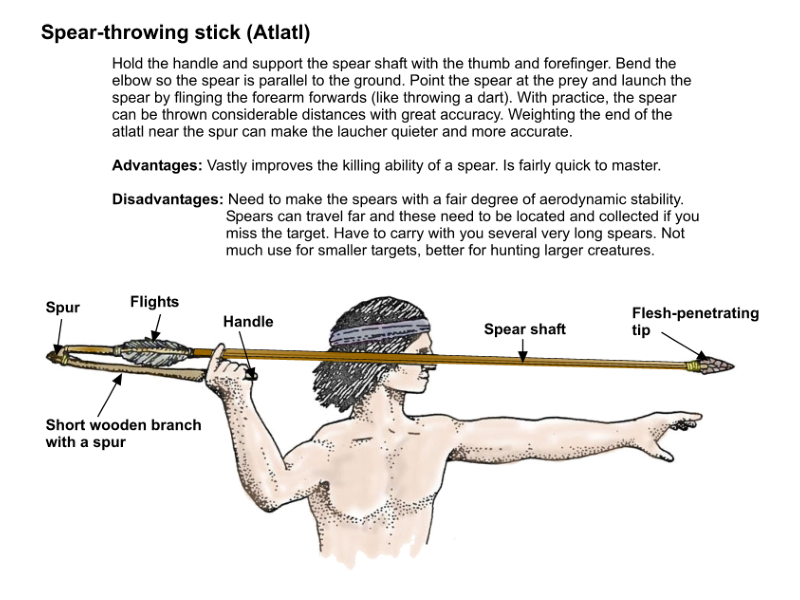 Spear-throwing stick (Atlatl)
Hold the handle and support the spear shaft with the thumb and forefinger. Bend the
elbow so the spear is parallel to the ground. Point the spear at the prey and launch the
spear by flinging the forearm forwards (like throwing a dart). With practice, the spear
can be thrown considerable distances with great accuracy. Weighting the end of the
atlatl near the spur can make the laucher quieter and more accurate.
Advantages: Vastly improves the killing ability of a spear. Is fairly quick to master.
Disadvantages: Need to make the spears with a fair degree of aerodynamic stability.
Spears can travel far and these need to be located and collected if you
miss the target. Have to carry with you several very long spears. Not
much use for smaller targets, better for hunting larger creatures.
Spur
Flights
Handle
Spear shaft
Flesh-penetrating
tip
Short wooden branch
with a spur